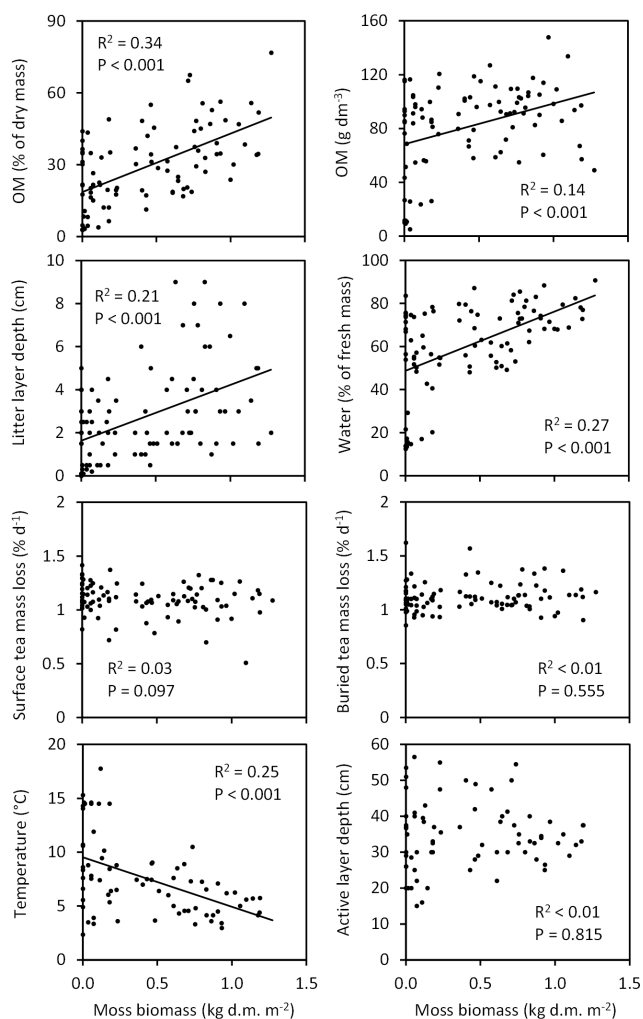 90
60
30
0
OM (% of dry mass)
R² = 0.34
P < 0.001
160
120
80
40
0
OM (g dm⁻³)
R² = 0.14
P < 0.001
10
8
6
4
2
0
Litter layer depth (cm)
R² = 0.21
P < 0.001
100
80
60
40
20
0
Water (% of fresh mass)
R² = 0.27
P < 0.001
2
1.5
1
0.5
0
Surface tea mass loss (% d⁻¹)
R² = 0.03
P = 0.097
2
1.5
1
0.5
0
Buried tea mass loss (% d⁻¹)
R² < 0.01
P = 0.555
20
15
10
5
0
Temperature (°C)
R² = 0.25
P < 0.001
0.0 0.5 1.0 1.5
Moss biomass (kg d.m. m⁻²)
60
50
40
30
20
10
0
Active layer depth (cm)
R² < 0.01
P = 0.815
0.0 0.5 1.0 1.5
Moss biomass (kg d.m. m⁻²)